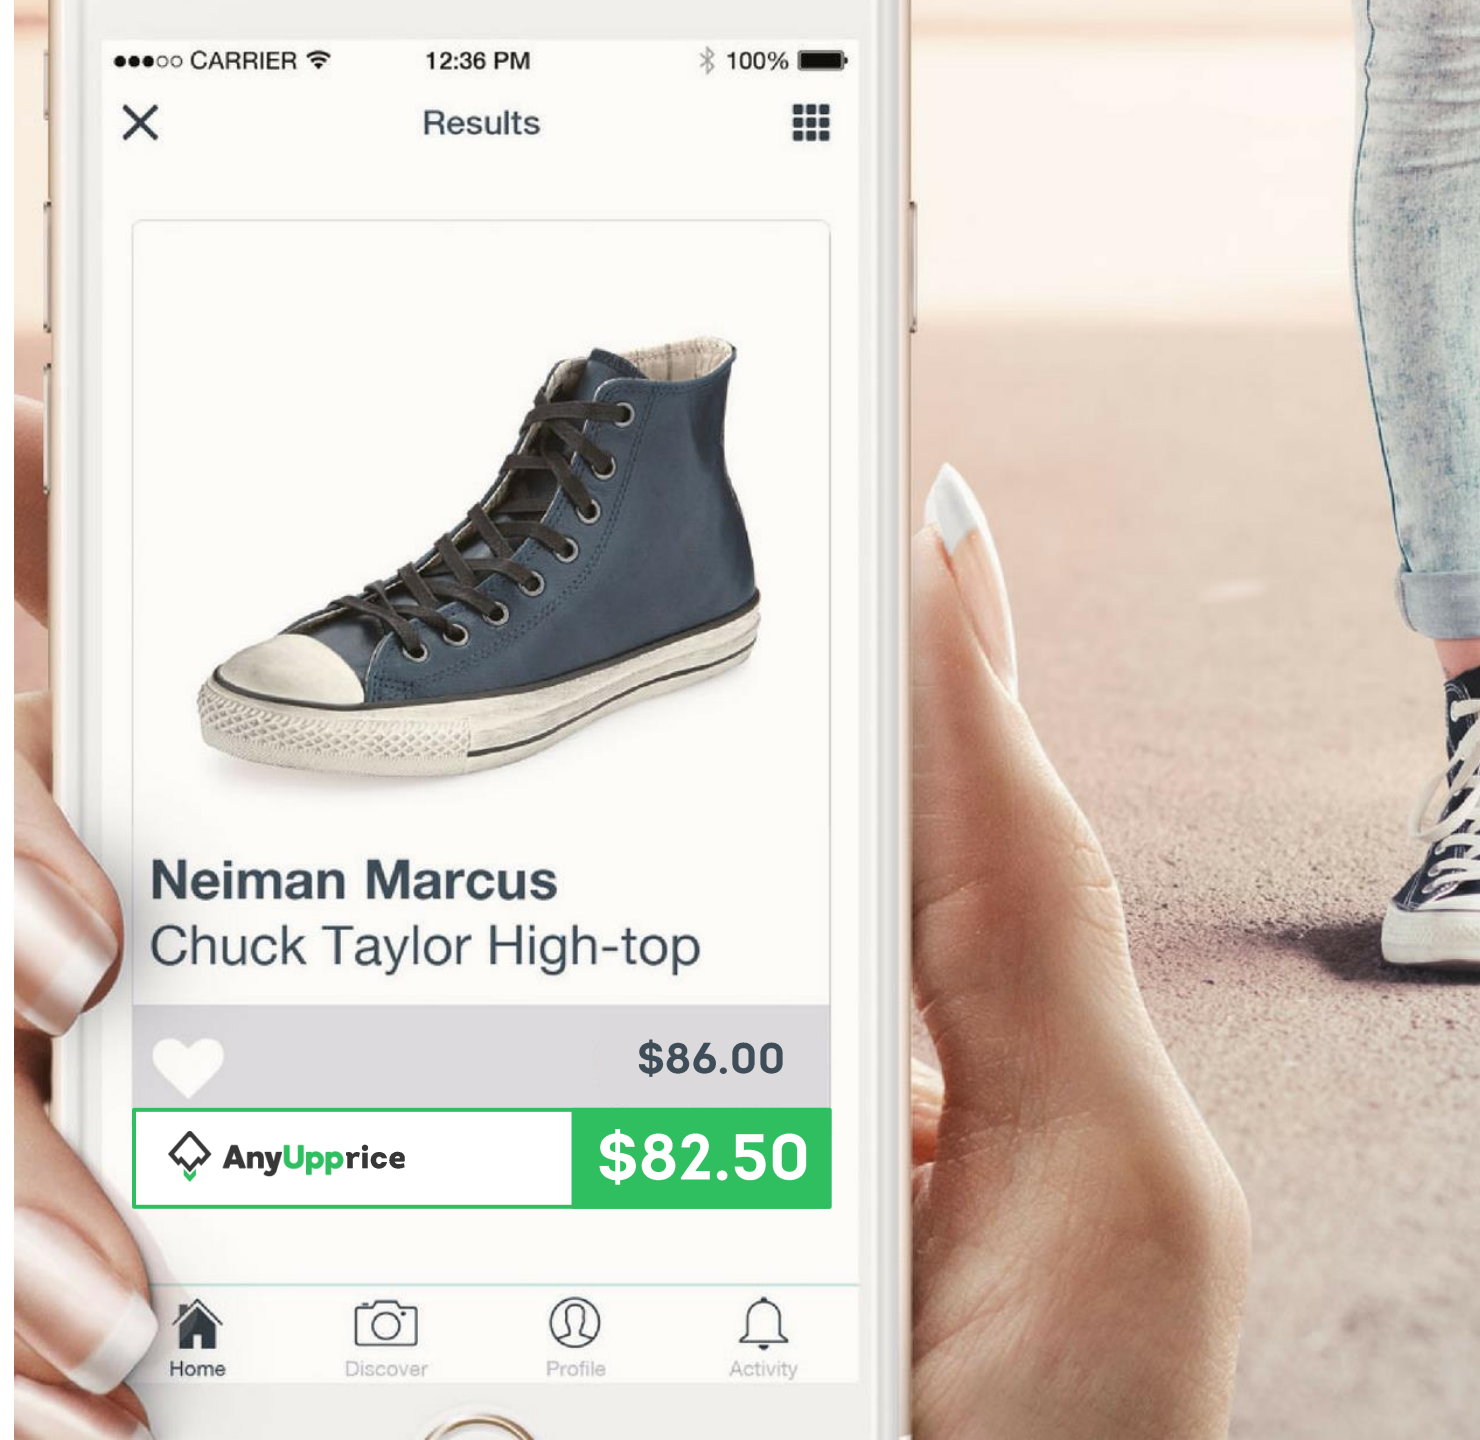 CARRIER 12:36 PM 100%
Results
Neiman Marcus
Chuck Taylor High-top
$86.00
AnyUpprice $82.50
Home Discover Profile Activity